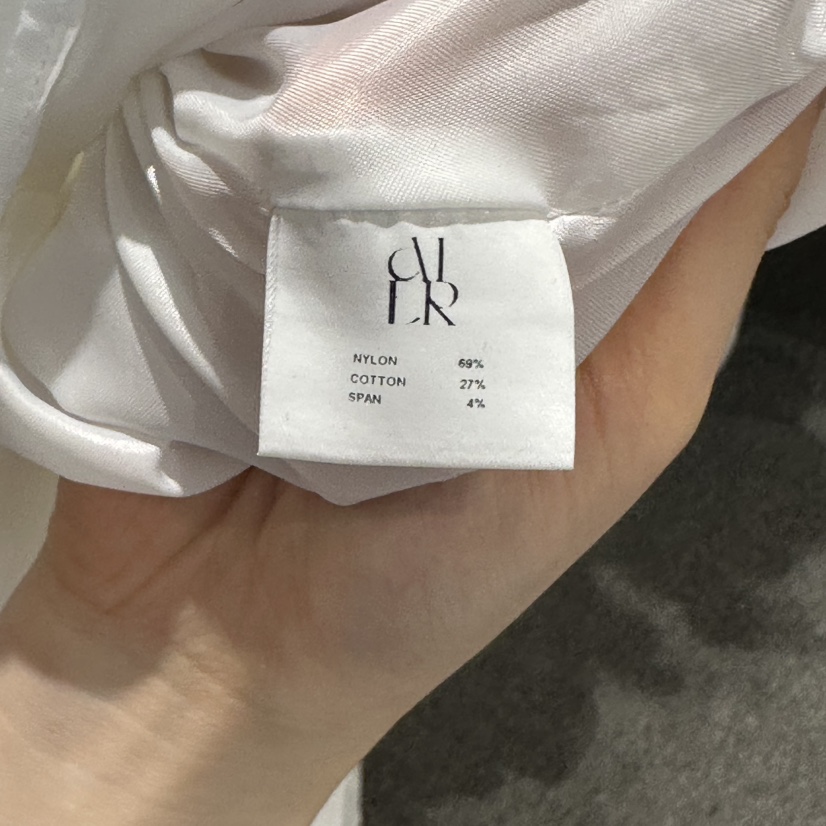 NYLON 69%
COTTON 27%
SPAN 4%